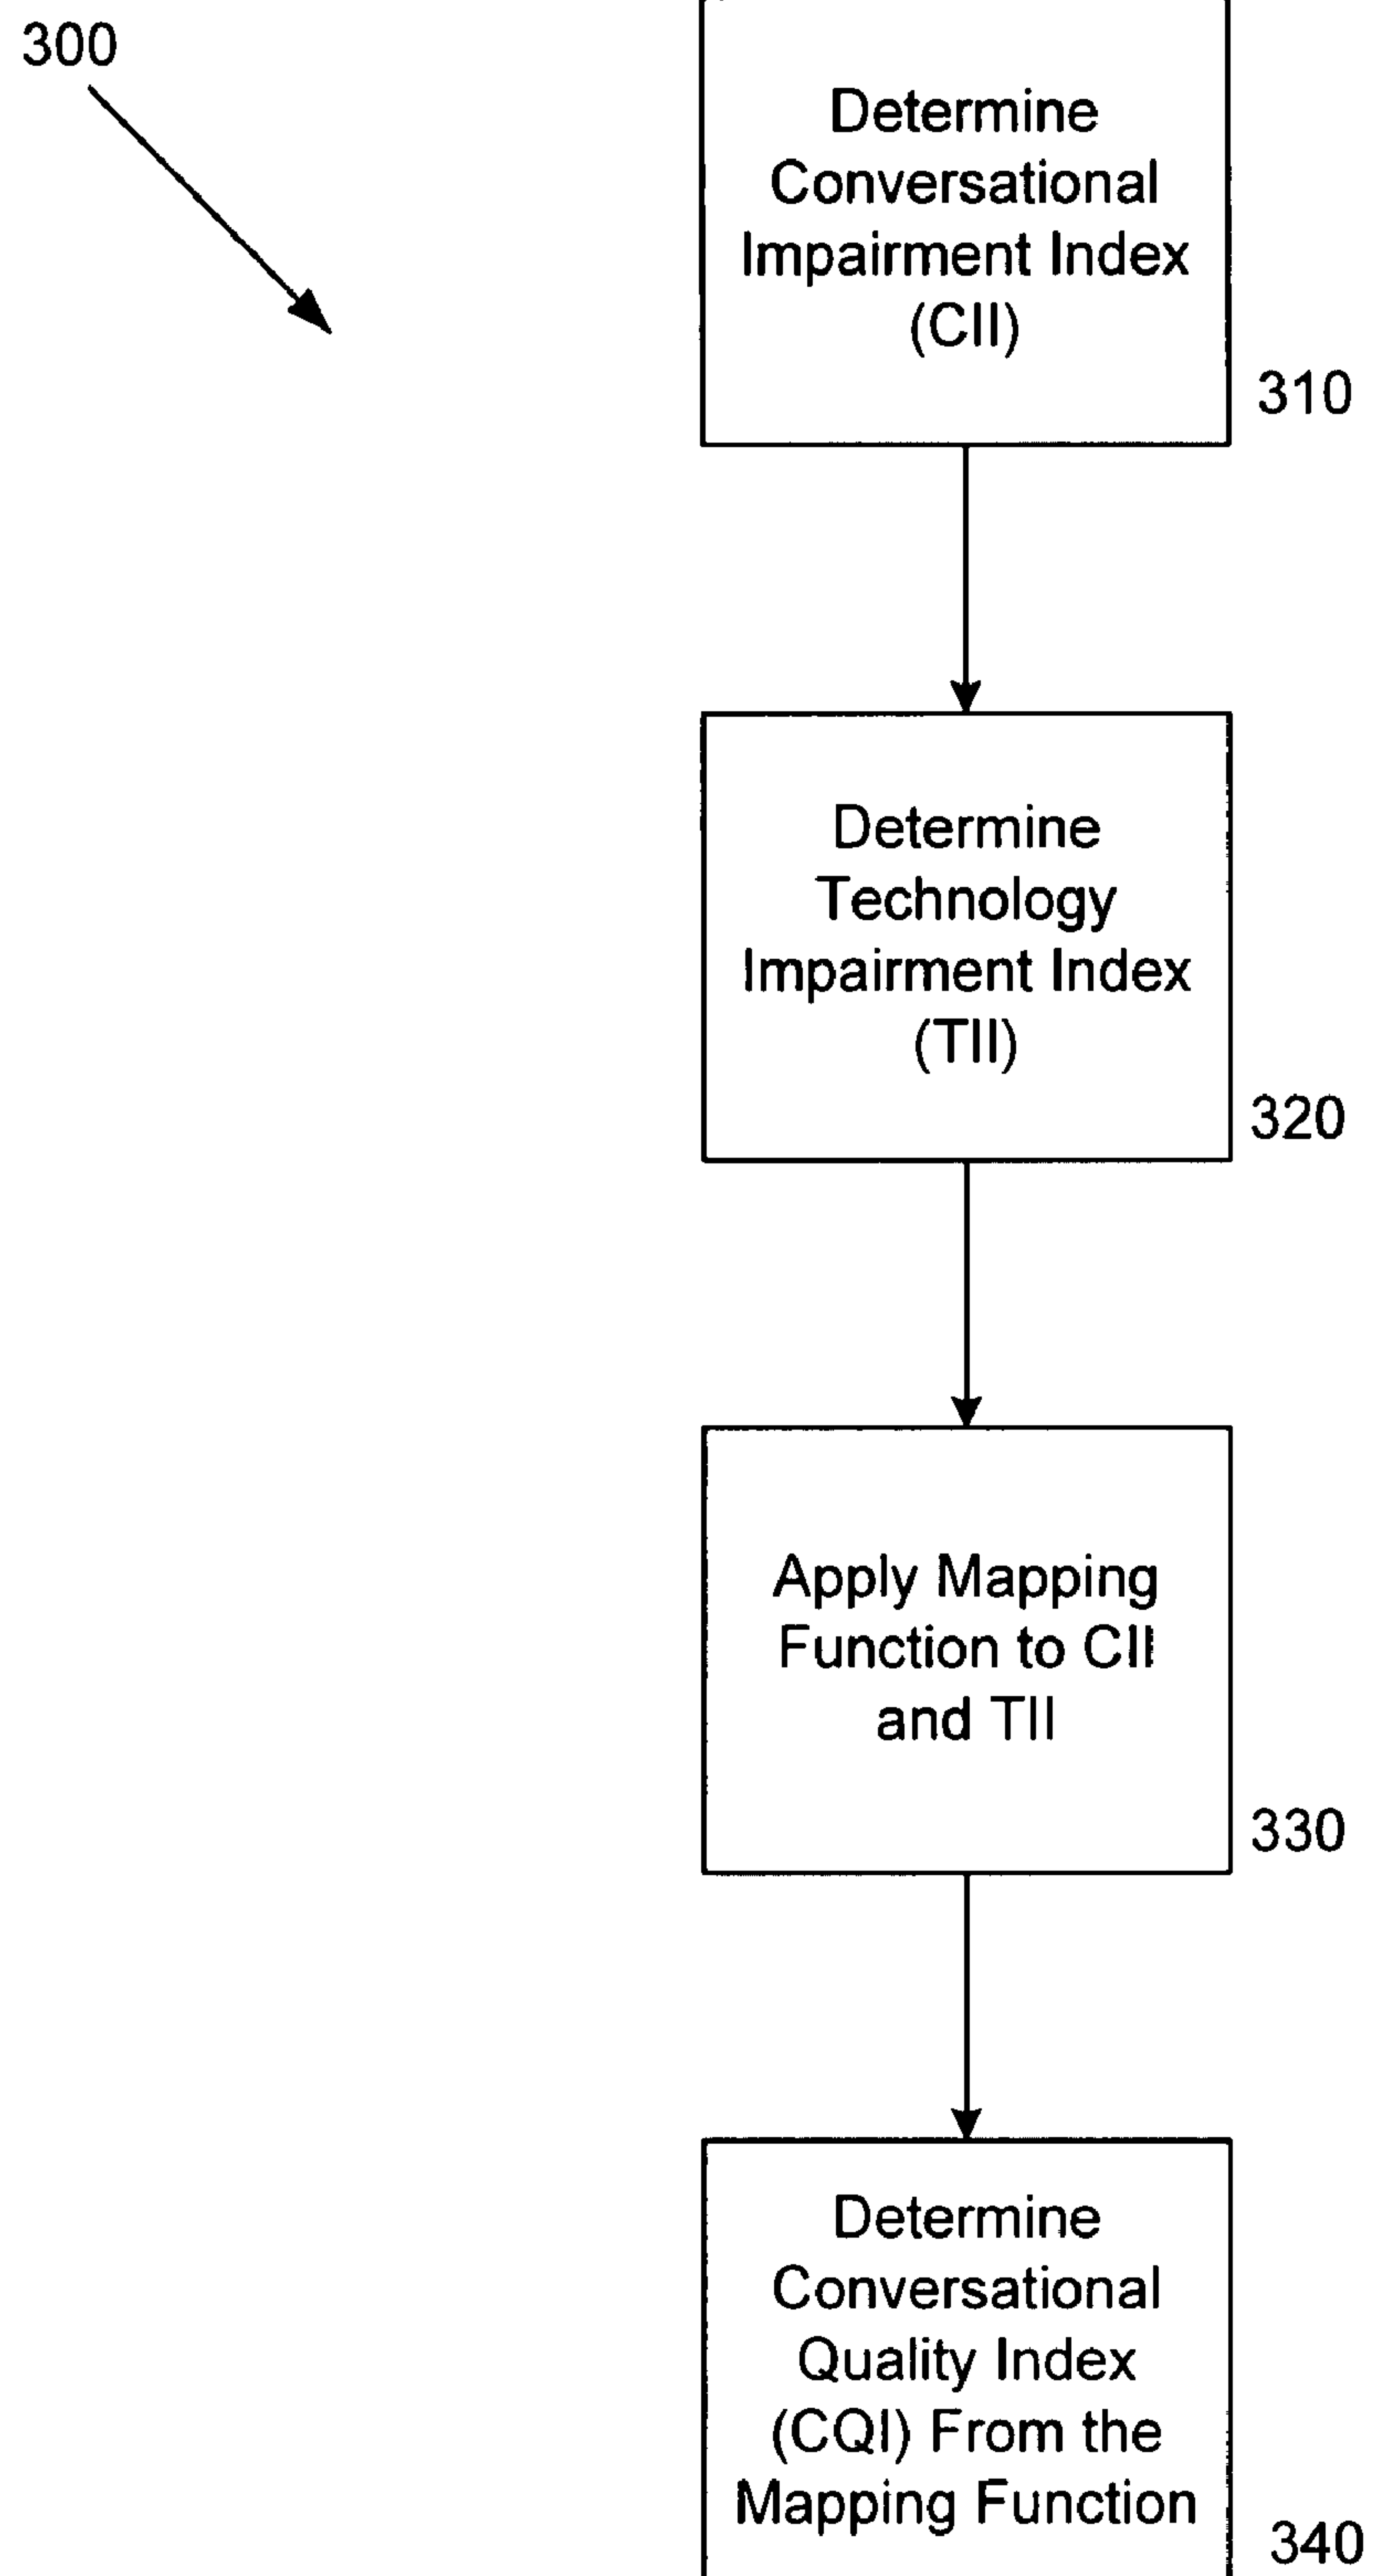 300
Determine
Conversational
Impairment Index
(CII)
310
Determine
Technology
Impairment Index
(TII)
320
Apply Mapping
Function to CII
and TII
330
Determine
Conversational
Quality Index
(CQI) From the
Mapping Function
340